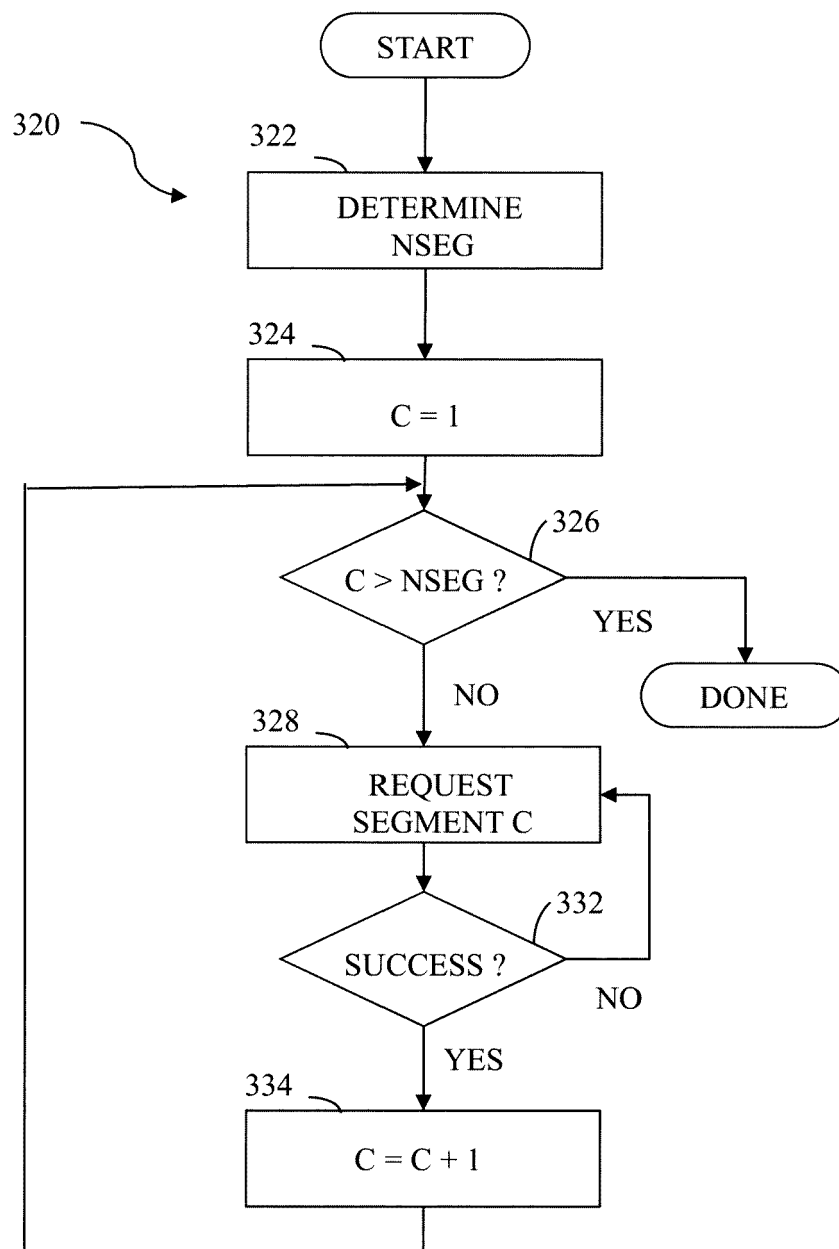 START
320
322
DETERMINE
NSEG
324
C = 1
326
C > NSEG ?
YES
DONE
NO
328
REQUEST
SEGMENT C
332
SUCCESS ?
NO
YES
334
C = C + 1